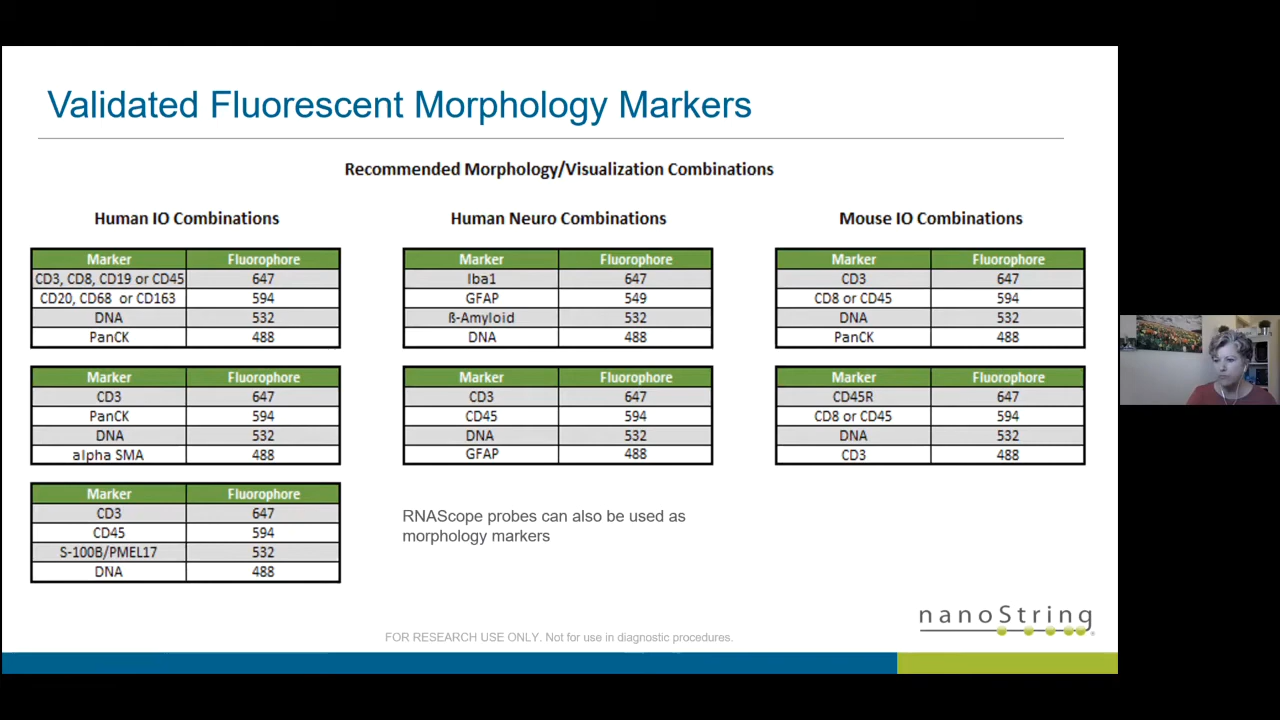 Validated Fluorescent Morphology Markers
Recommended Morphology/Visualization Combinations
Human IO Combinations
Marker Fluorophore
CD3, CD8, CD19 or CD45 647
CD20, CD68 or CD163 594
DNA 532
PanCK 488
Marker Fluorophore
CD3 647
PanCK 594
DNA 532
alpha SMA 488
Marker Fluorophore
CD3 647
CD45 594
S-100B/PMEL17 532
DNA 488
Human Neuro Combinations
Marker Fluorophore
Iba1 647
GFAP 549
ß-Amyloid 532
DNA 488
Marker Fluorophore
CD3 647
CD45 594
DNA 532
GFAP 488
RNAScope probes can also be used as
morphology markers
Mouse IO Combinations
Marker Fluorophore
CD3 647
CD8 or CD45 594
DNA 532
PanCK 488
Marker Fluorophore
CD45R 647
CD8 or CD45 594
DNA 532
CD3 488
nanoString®
FOR RESEARCH USE ONLY. Not for use in diagnostic procedures.